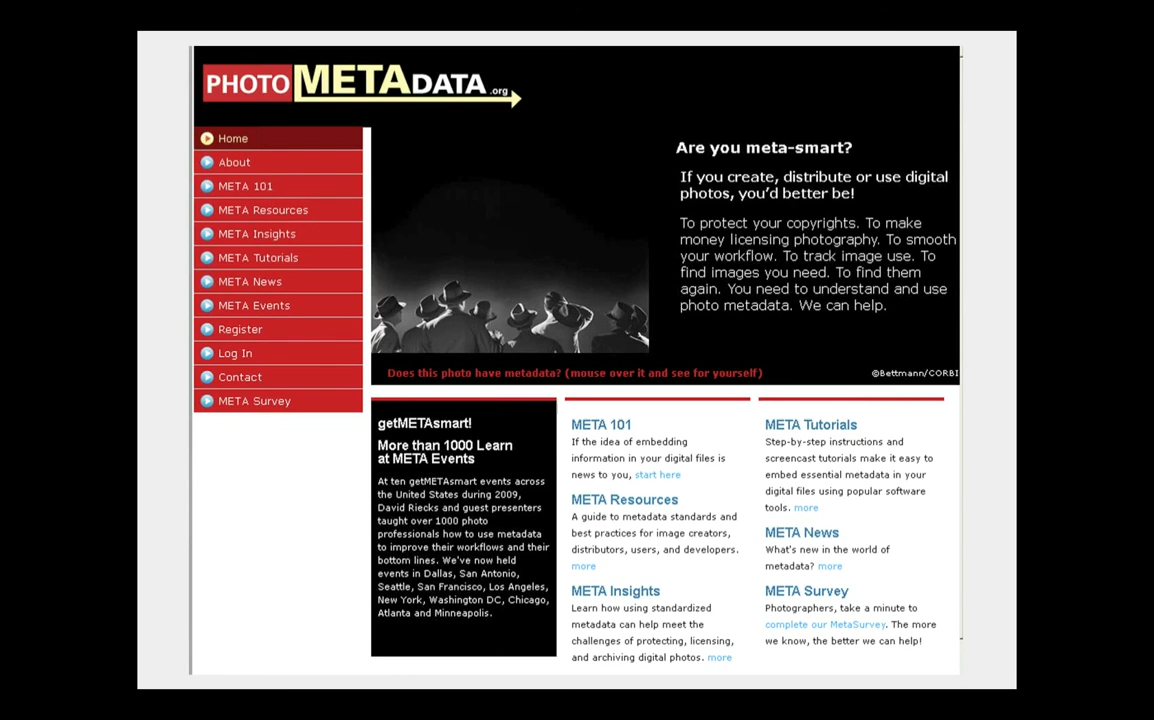 PHOTO METADATA.org
Home
About
META 101
META Resources
META Insights
META Tutorials
META News
META Events
Register
Log In
Contact
META Survey
Are you meta-smart?
If you create, distribute or use digital
photos, you'd better be!
To protect your copyrights. To make
money licensing photography. To smooth
your workflow. To track image use. To
find images you need. To find them
again. You need to understand and use
photo metadata. We can help.
Does this photo have metadata? (mouse over it and see for yourself)
©Bettmann/CORBI
getMETAsmart!
More than 1000 Learn
at META Events
At ten getMETAsmart events across
the United States during 2009,
David Riecks and guest presenters
taught over 1000 photo
professionals how to use metadata
to improve their workflows and their
bottom lines. We've now held
events in Dallas, San Antonio,
Seattle, San Francisco, Los Angeles,
New York, Washington DC, Chicago,
Atlanta and Minneapolis.
META 101
If the idea of embedding
information in your digital files is
news to you, start here
META Resources
A guide to metadata standards and
best practices for image creators,
distributors, users, and developers.
more
META Insights
Learn how using standardized
metadata can help meet the
challenges of protecting, licensing,
and archiving digital photos. more
META Tutorials
Step-by-step instructions and
screencast tutorials make it easy to
embed essential metadata in your
digital files using popular software
tools. more
META News
What's new in the world of
metadata? more
META Survey
Photographers, take a minute to
complete our MetaSurvey. The more
we know, the better we can help!